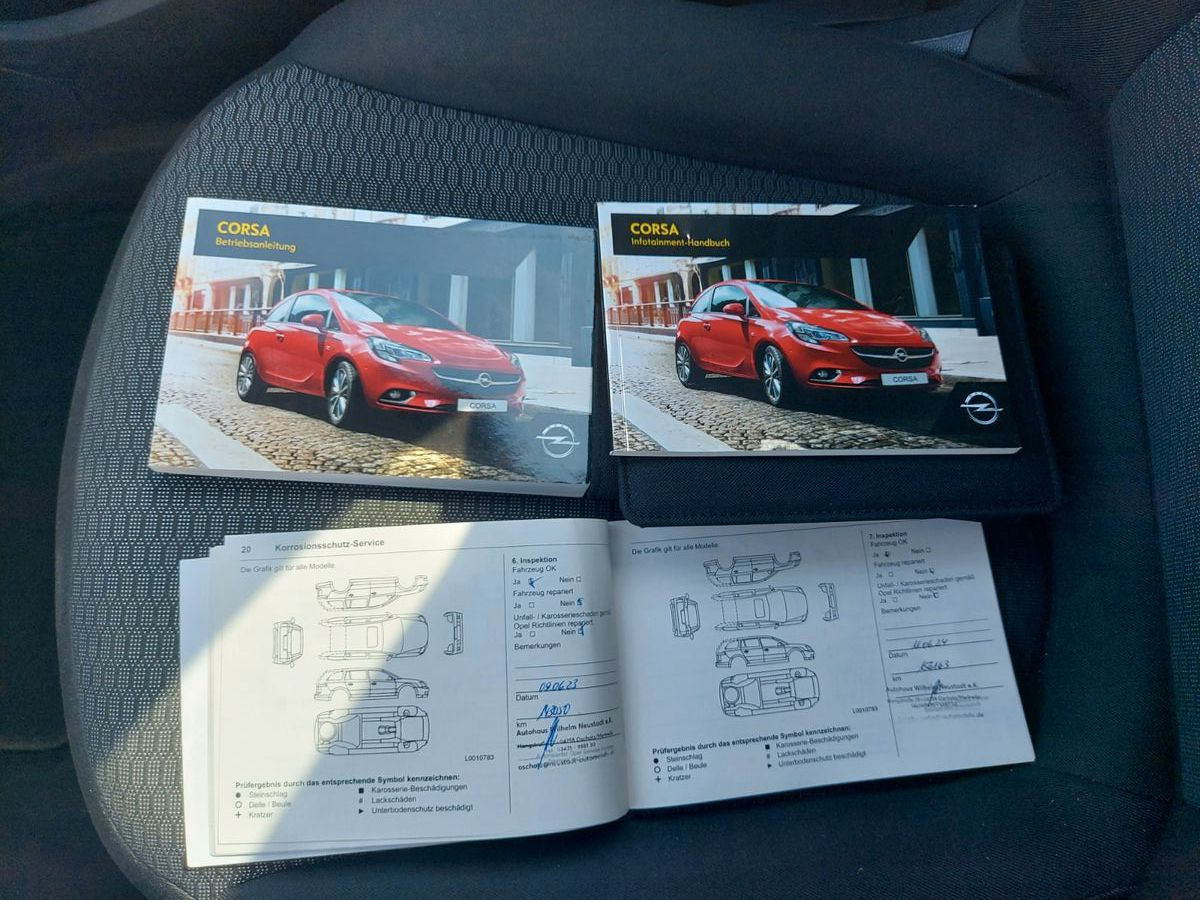 CORSA
Betriebsanleitung
CORSA
CORSA
Infotainment-Handbuch
CORSA
20 Korrosionsschutz-Service
Die Grafik gilt für alle Modelle.
6. Inspektion
Fahrzeug OK
Ja Nein
Fahrzeug repariert
Ja Nein
Unfall- / Karosserieschaden gemäß
Opel Richtlinien repariert
Ja Nein
Bemerkungen
09.06.23
Datum
km
Autohaus Wilhelm Neustadt e.K.
L0010783
Prüfergebnis durch das entsprechende Symbol kennzeichnen:
● Steinschlag
○ Delle / Beule
+ Kratzer
■ Karosserie-Beschädigungen
# Lackschäden
► Unterbodenschutz beschädigt
Die Grafik gilt für alle Modelle.
7. Inspektion
Fahrzeug OK
Ja Nein
Fahrzeug repariert
Ja Nein
Unfall- / Karosserieschaden gemäß
Opel Richtlinien repariert
Ja Nein
Bemerkungen
Datum
km
Autohaus Wilhelm Neustadt e.K.
L0010783
Prüfergebnis durch das entsprechende Symbol kennzeichnen:
● Steinschlag
○ Delle / Beule
+ Kratzer
■ Karosserie-Beschädigungen
# Lackschäden
► Unterbodenschutz beschädigt